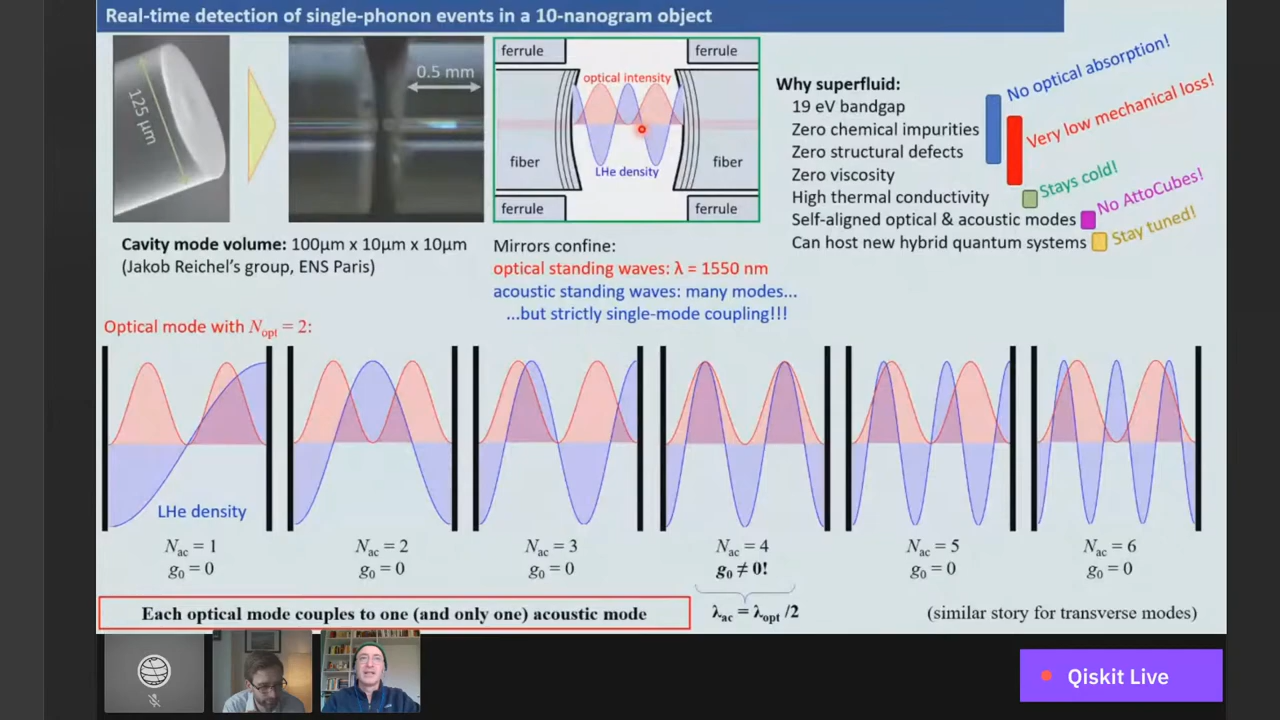 Real-time detection of single-phonon events in a 10-nanogram object
125 µm
0.5 mm
ferrule
ferrule
optical intensity
fiber
fiber
LHe density
ferrule
ferrule
Cavity mode volume: 100µm x 10µm x 10µm
(Jakob Reichel's group, ENS Paris)
Mirrors confine:
optical standing waves: λ = 1550 nm
acoustic standing waves: many modes...
...but strictly single-mode coupling!!!
Why superfluid:
19 eV bandgap
Zero chemical impurities
Zero structural defects
Zero viscosity
High thermal conductivity
Self-aligned optical & acoustic modes
Can host new hybrid quantum systems
No optical absorption!
Very low mechanical loss!
Stays cold!
No AttoCubes!
Stay tuned!
Optical mode with Nopt = 2:
LHe density
Nac = 1
g0 = 0
Nac = 2
g0 = 0
Nac = 3
g0 = 0
Nac = 4
g0 ≠ 0!
Nac = 5
g0 = 0
Nac = 6
g0 = 0
Each optical mode couples to one (and only one) acoustic mode
λac = λopt /2
(similar story for transverse modes)
Qiskit Live